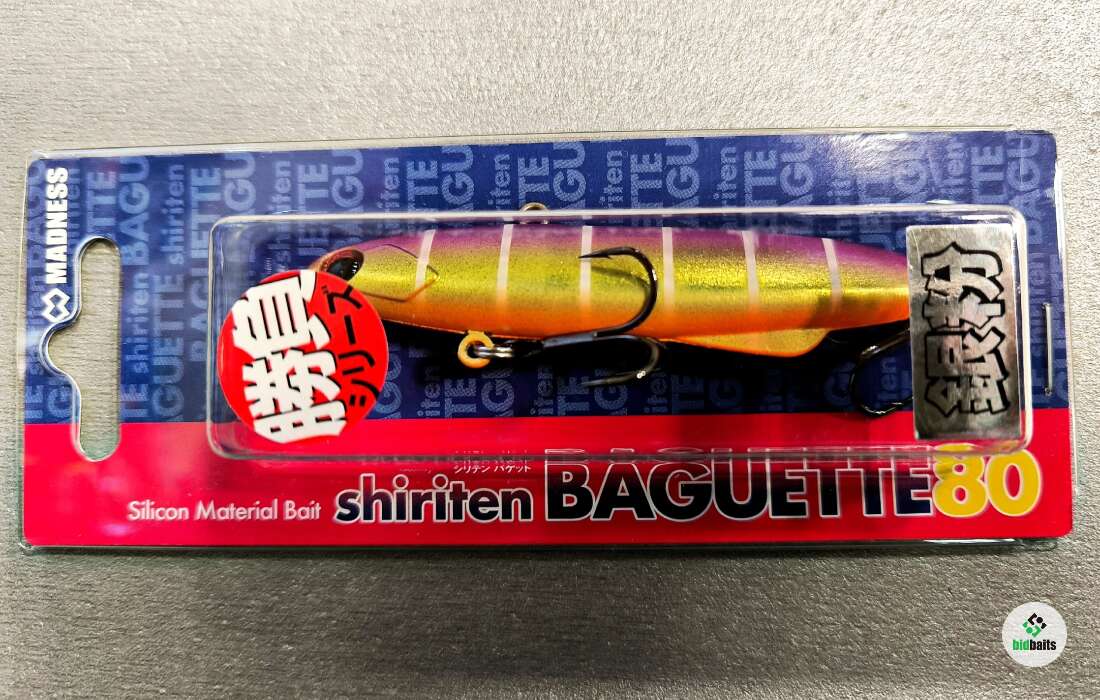 MADNESS
勝負
シリーズ
銀粉
シリテン バゲット
Silicon Material Bait shiriten BAGUETTE80
bidbaits